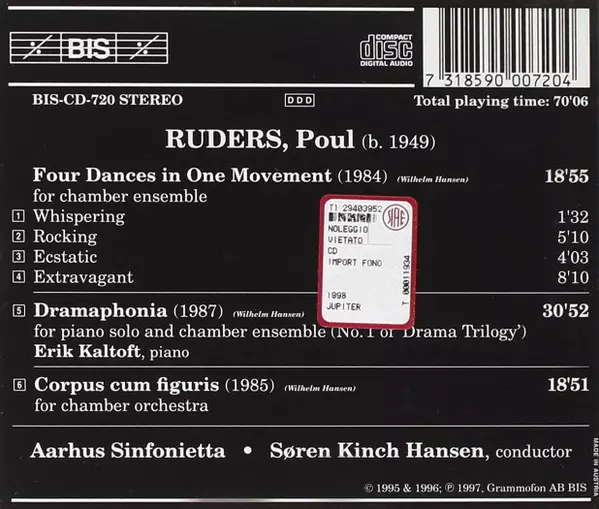 BIS
COMPACT
disc
DIGITAL AUDIO
7 318590 007204
BIS-CD-720 STEREO
DDD
Total playing time: 70'06
RUDERS, Poul (b. 1949)
Four Dances in One Movement (1984) (Wilhelm Hansen) 18'55
for chamber ensemble
1 Whispering 1'32
2 Rocking 5'10
3 Ecstatic 4'03
4 Extravagant 8'10
T1 29403952
NOLEGGIO
VIETATO
CD
IMPORT FONO
1998
JUPITER
SIAE
T 00011934
5 Dramaphonia (1987) (Wilhelm Hansen) 30'52
for piano solo and chamber ensemble (No.1 of 'Drama Trilogy')
Erik Kaltoft, piano
6 Corpus cum figuris (1985) (Wilhelm Hansen) 18'51
for chamber orchestra
Aarhus Sinfonietta • Søren Kinch Hansen, conductor
© 1995 & 1996; ℗ 1997, Grammofon AB BIS
MADE IN AUSTRIA